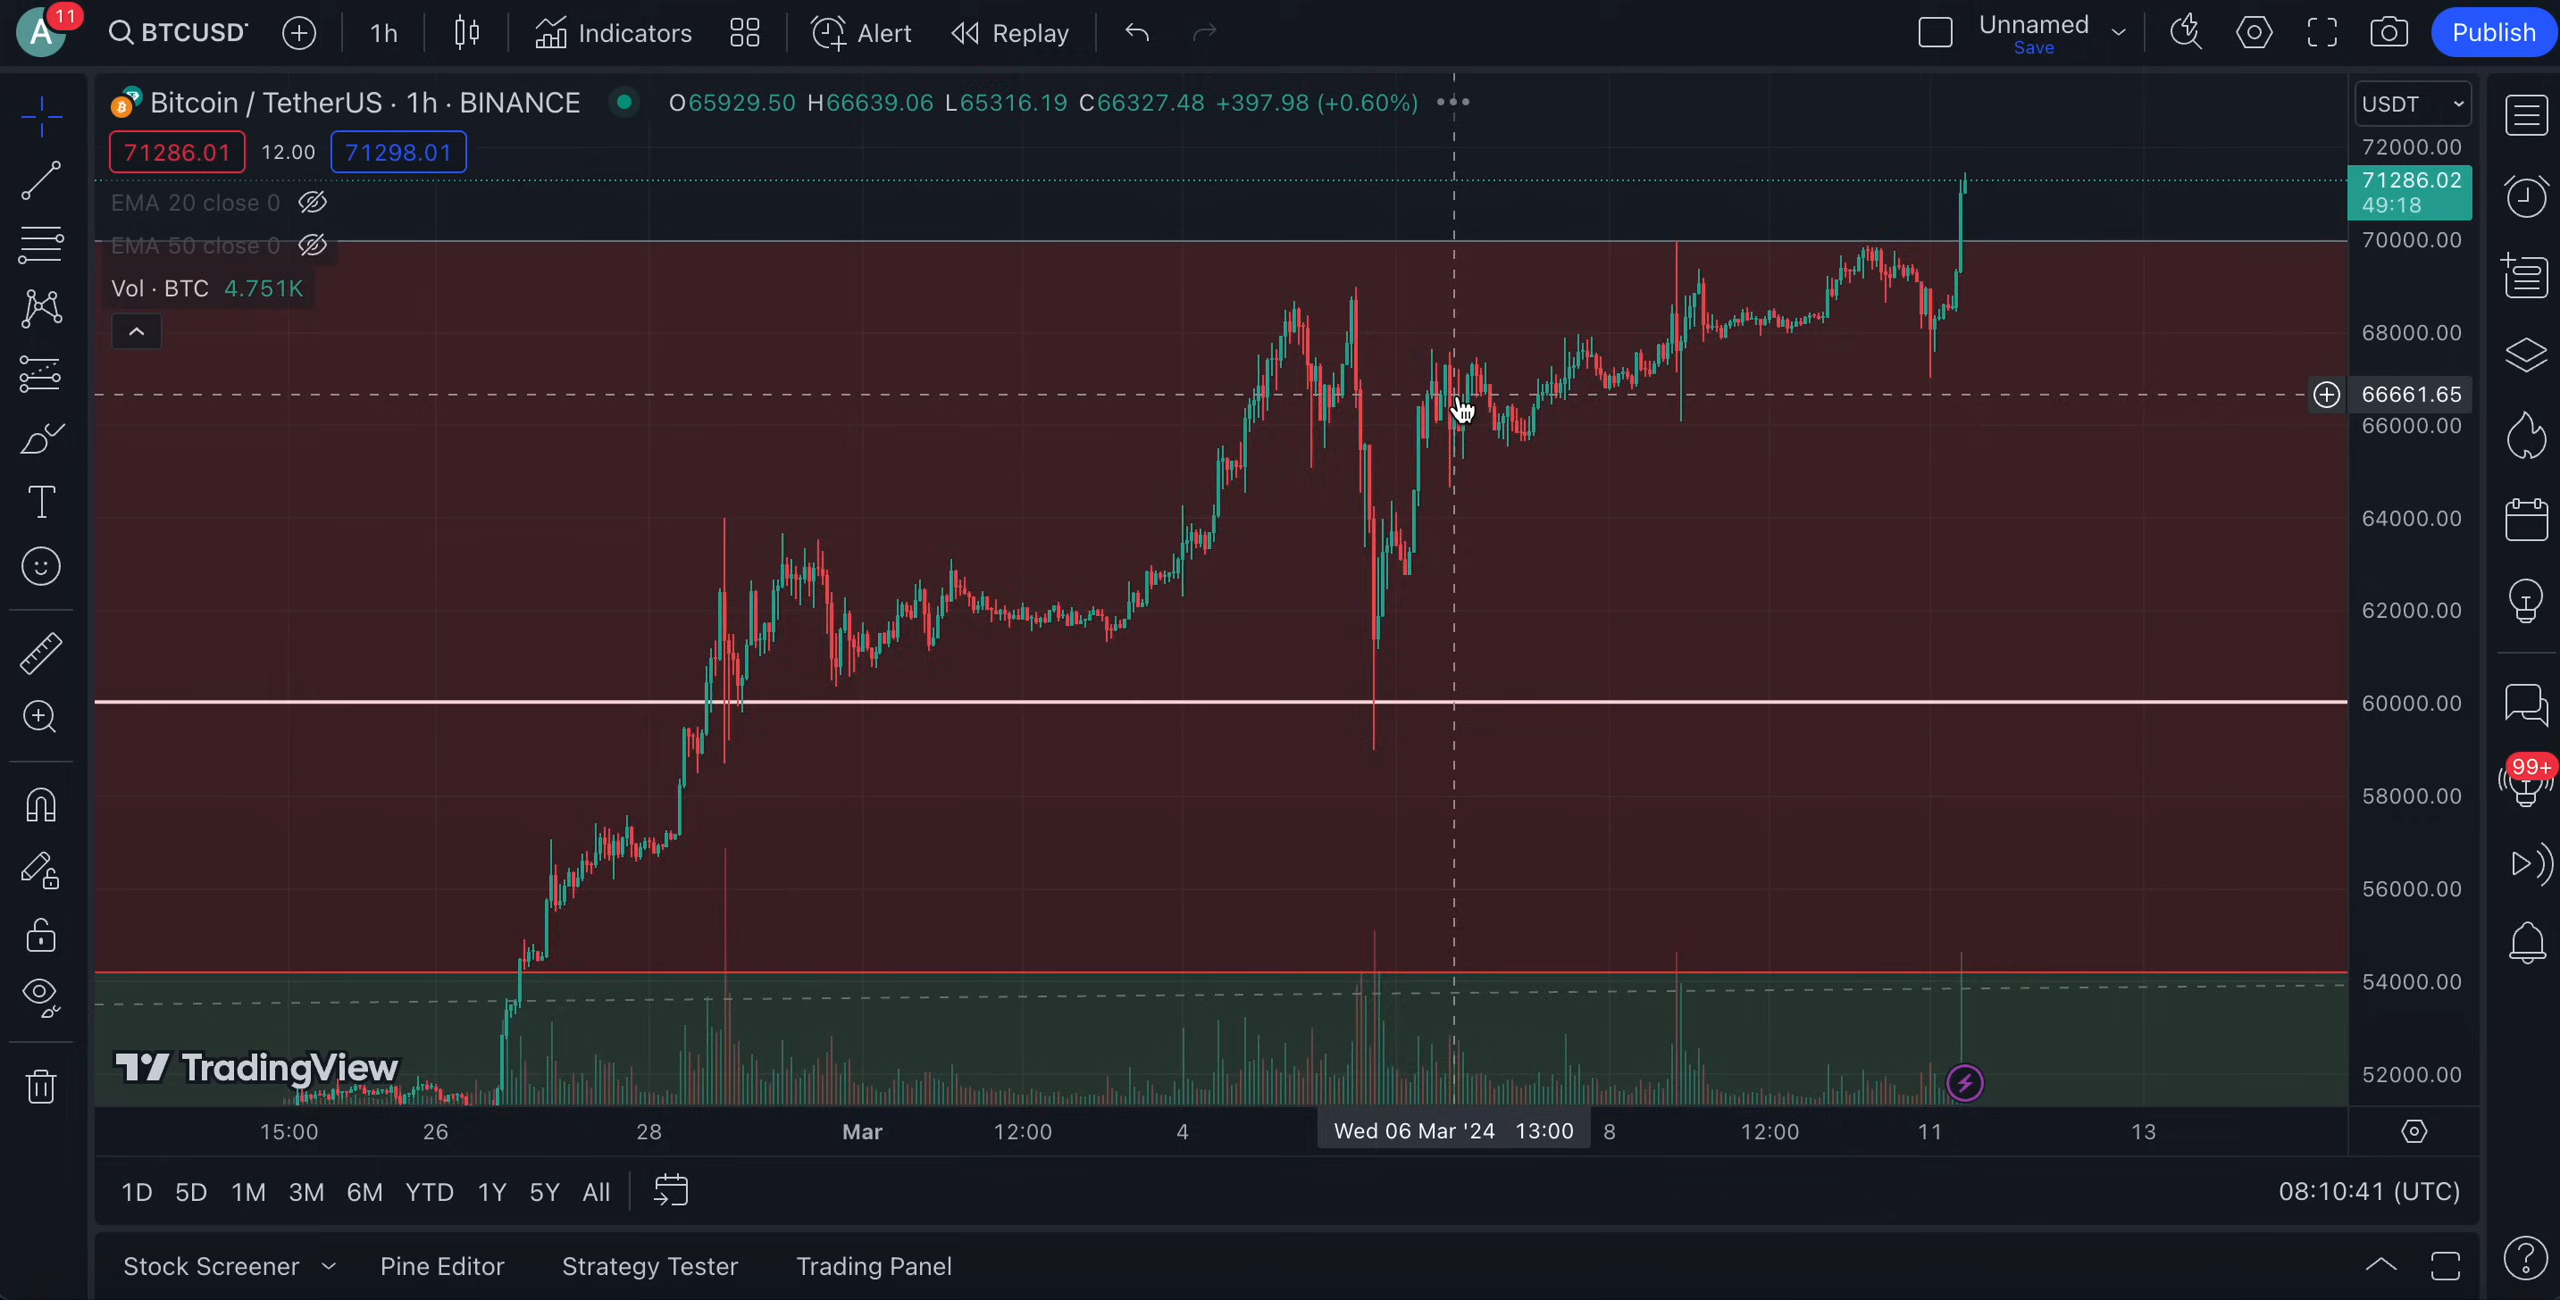 A 11 BTCUSD 1h Indicators Alert Replay Unnamed Publish
Save
Bitcoin / TetherUS · 1h · BINANCE O65929.50 H66639.06 L65316.19 C66327.48 +397.98 (+0.60%) USDT
71286.01 12.00 71298.01
72000.00
EMA 20 close 0
71286.02
49:18
EMA 50 close 0
70000.00
Vol · BTC 4.751K
68000.00
66661.65
66000.00
64000.00
62000.00
60000.00
99+
58000.00
56000.00
54000.00
TradingView
52000.00
15:00 26 28 Mar 12:00 4 Wed 06 Mar '24 13:00 8 12:00 11 13
1D 5D 1M 3M 6M YTD 1Y 5Y All 08:10:41 (UTC)
Stock Screener Pine Editor Strategy Tester Trading Panel